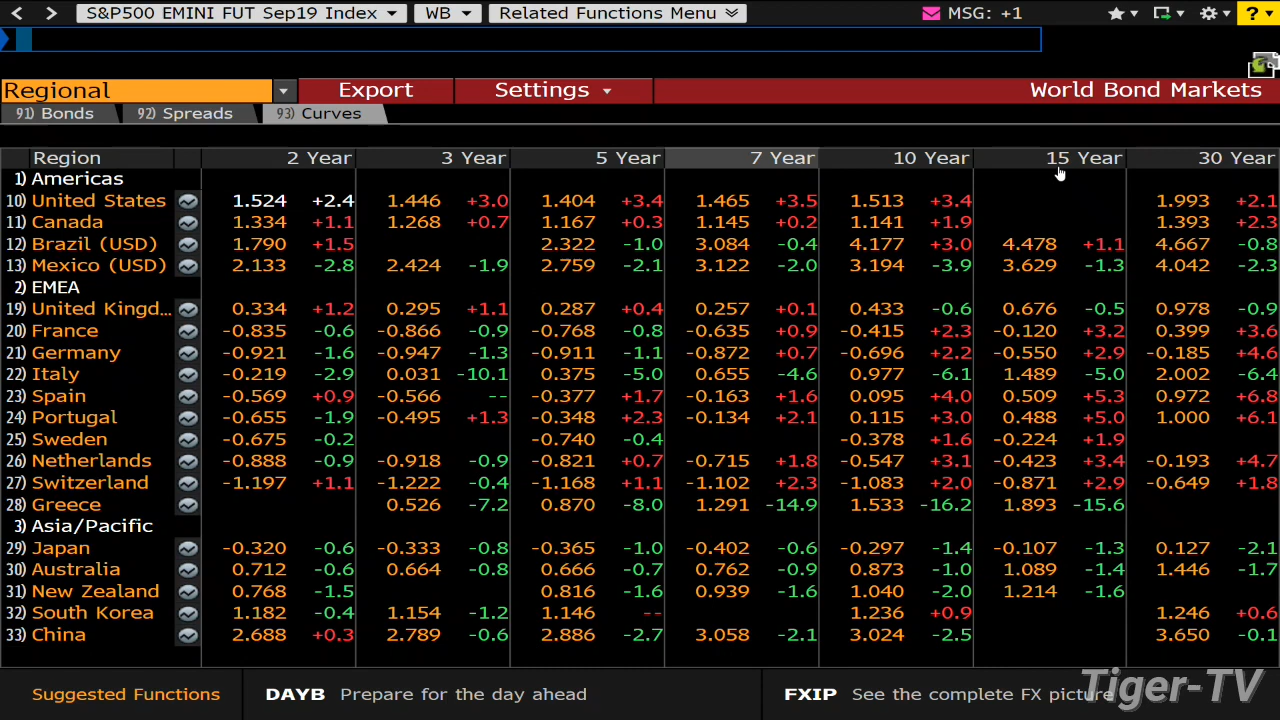 S&P500 EMINI FUT Sep19 Index WB Related Functions Menu MSG: +1 ?
Regional Export Settings World Bond Markets
91) Bonds 92) Spreads 93) Curves
Region 2 Year 3 Year 5 Year 7 Year 10 Year 15 Year 30 Year
1) Americas
10) United States 1.524 +2.4 1.446 +3.0 1.404 +3.4 1.465 +3.5 1.513 +3.4 1.993 +2.1
11) Canada 1.334 +1.1 1.268 +0.7 1.167 +0.3 1.145 +0.2 1.141 +1.9 1.393 +2.3
12) Brazil (USD) 1.790 +1.5 2.322 -1.0 3.084 -0.4 4.177 +3.0 4.478 +1.1 4.667 -0.8
13) Mexico (USD) 2.133 -2.8 2.424 -1.9 2.759 -2.1 3.122 -2.0 3.194 -3.9 3.629 -1.3 4.042 -2.3
2) EMEA
19) United Kingd... 0.334 +1.2 0.295 +1.1 0.287 +0.4 0.257 +0.1 0.433 -0.6 0.676 -0.5 0.978 -0.9
20) France -0.835 -0.6 -0.866 -0.9 -0.768 -0.8 -0.635 +0.9 -0.415 +2.3 -0.120 +3.2 0.399 +3.6
21) Germany -0.921 -1.6 -0.947 -1.3 -0.911 -1.1 -0.872 +0.7 -0.696 +2.2 -0.550 +2.9 -0.185 +4.6
22) Italy -0.219 -2.9 0.031 -10.1 0.375 -5.0 0.655 -4.6 0.977 -6.1 1.489 -5.0 2.002 -6.4
23) Spain -0.569 +0.9 -0.566 -- -0.377 +1.7 -0.163 +1.6 0.095 +4.0 0.509 +5.3 0.972 +6.8
24) Portugal -0.655 -1.9 -0.495 +1.3 -0.348 +2.3 -0.134 +2.1 0.115 +3.0 0.488 +5.0 1.000 +6.1
25) Sweden -0.675 -0.2 -0.740 -0.4 -0.378 +1.6 -0.224 +1.9
26) Netherlands -0.888 -0.9 -0.918 -0.9 -0.821 +0.7 -0.715 +1.8 -0.547 +3.1 -0.423 +3.4 -0.193 +4.7
27) Switzerland -1.197 +1.1 -1.222 -0.4 -1.168 +1.1 -1.102 +2.3 -1.083 +2.0 -0.871 +2.9 -0.649 +1.8
28) Greece 0.526 -7.2 0.870 -8.0 1.291 -14.9 1.533 -16.2 1.893 -15.6
3) Asia/Pacific
29) Japan -0.320 -0.6 -0.333 -0.8 -0.365 -1.0 -0.402 -0.6 -0.297 -1.4 -0.107 -1.3 0.127 -2.1
30) Australia 0.712 -0.6 0.664 -0.8 0.666 -0.7 0.762 -0.9 0.873 -1.0 1.089 -1.4 1.446 -1.7
31) New Zealand 0.768 -1.5 0.816 -1.6 0.939 -1.6 1.040 -2.0 1.214 -1.6
32) South Korea 1.182 -0.4 1.154 -1.2 1.146 -- 1.236 +0.9 1.246 +0.6
33) China 2.688 +0.3 2.789 -0.6 2.886 -2.7 3.058 -2.1 3.024 -2.5 3.650 -0.1
Suggested Functions DAYB Prepare for the day ahead FXIP See the complete FX picture
Tiger-TV